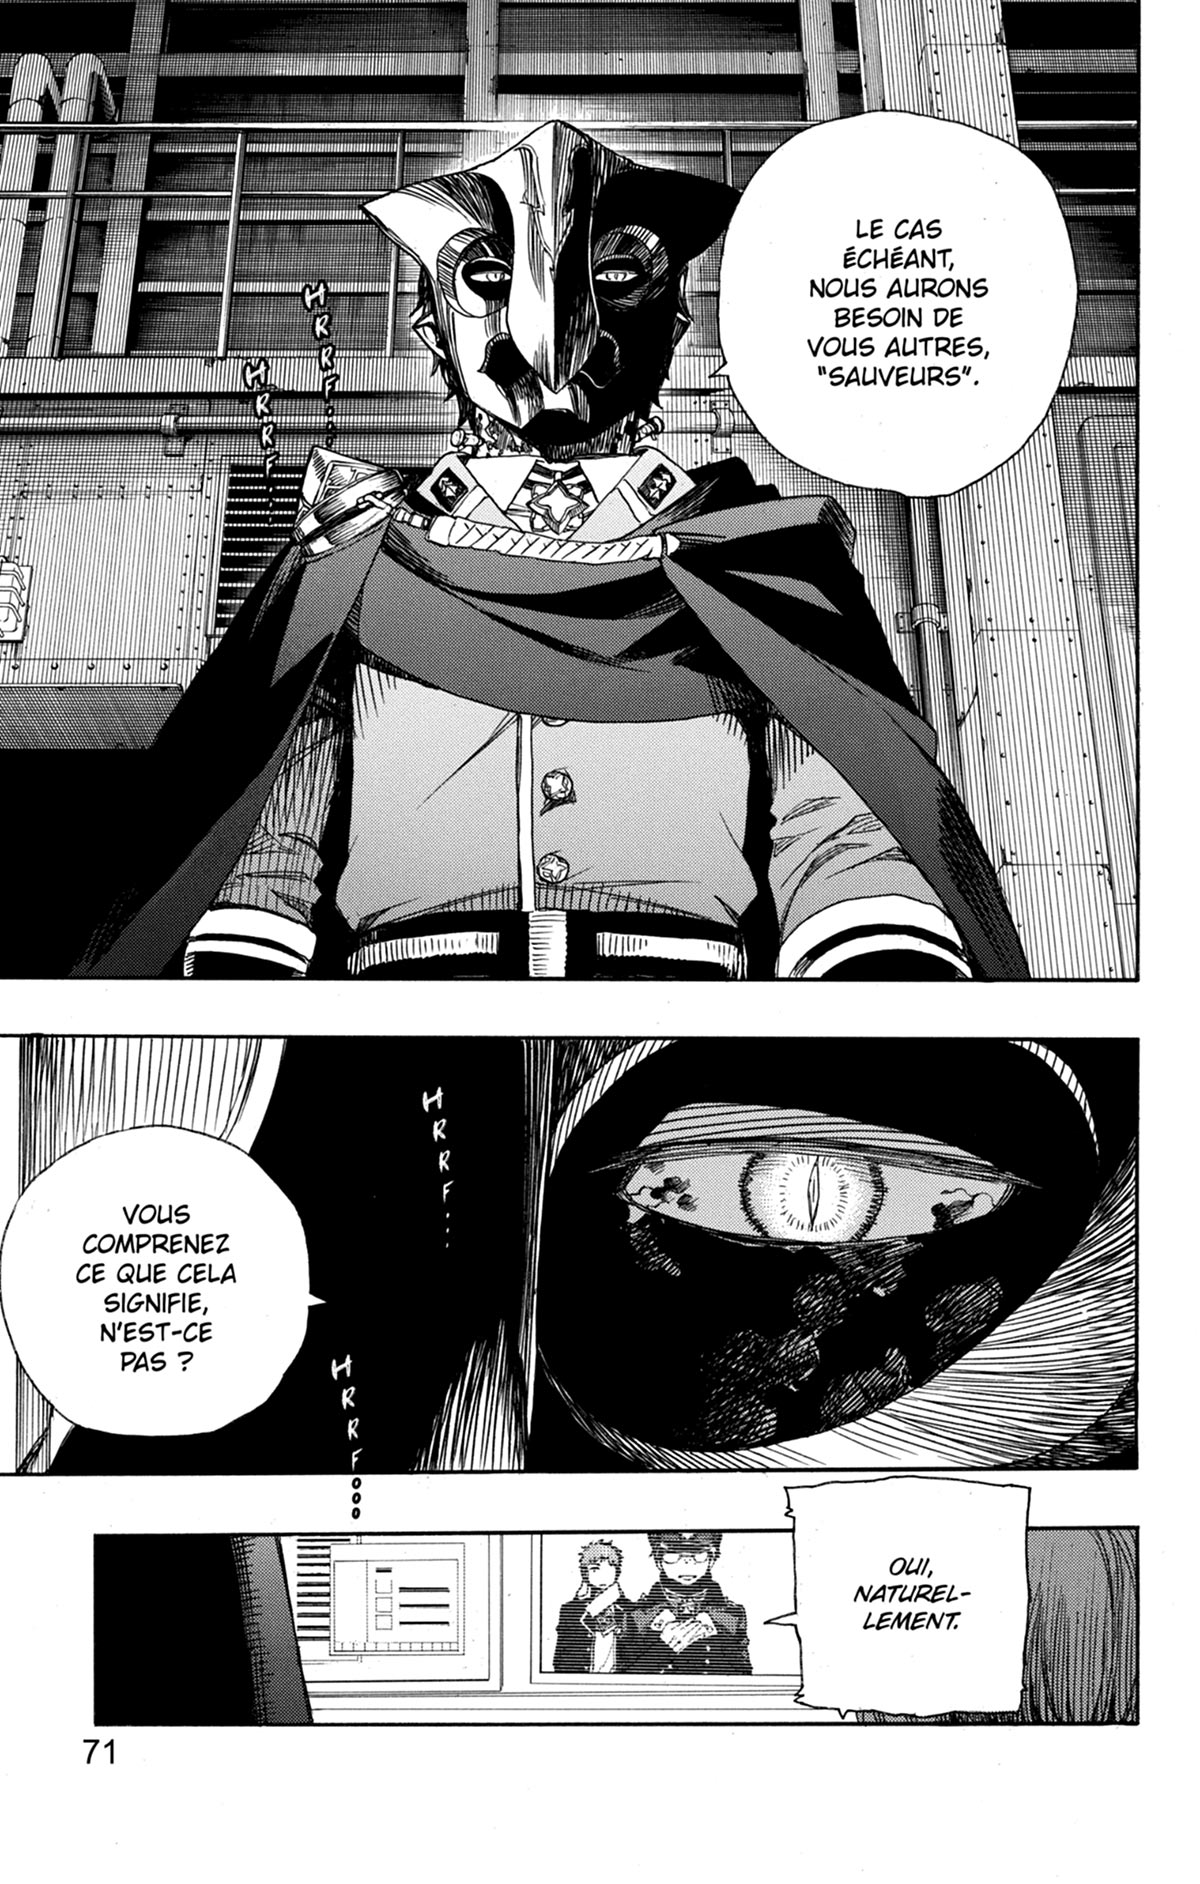 LE CAS
ÉCHÉANT,
NOUS AURONS
BESOIN DE
VOUS AUTRES,
"SAUVEURS".
HRRF...
HRRF...
HRRF...
VOUS
COMPRENEZ
CE QUE CELA
SIGNIFIE,
N'EST-CE
PAS ?
HRRF...
OUI,
NATUREL-
LEMENT.
71